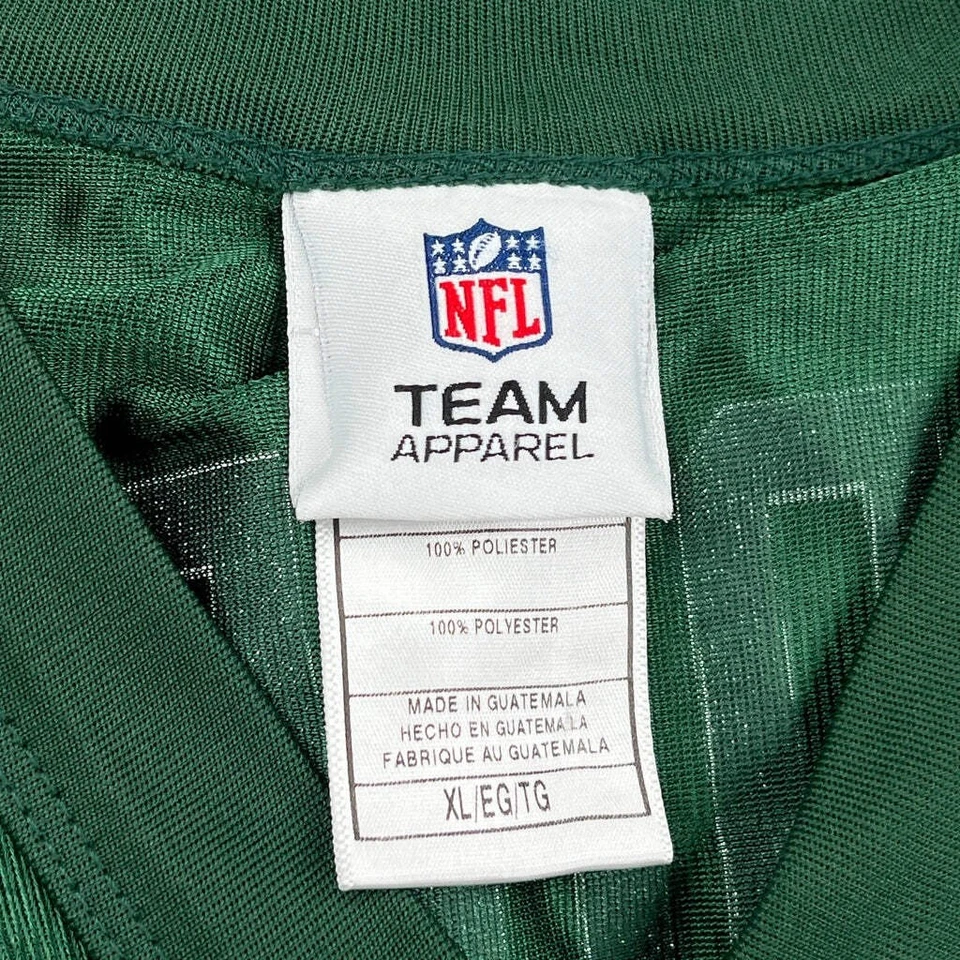 NFL
TEAM
APPAREL
100% POLIESTER
100% POLYESTER
MADE IN GUATEMALA
HECHO EN GUATEMALA
FABRIQUE AU GUATEMALA
XL/EG/TG